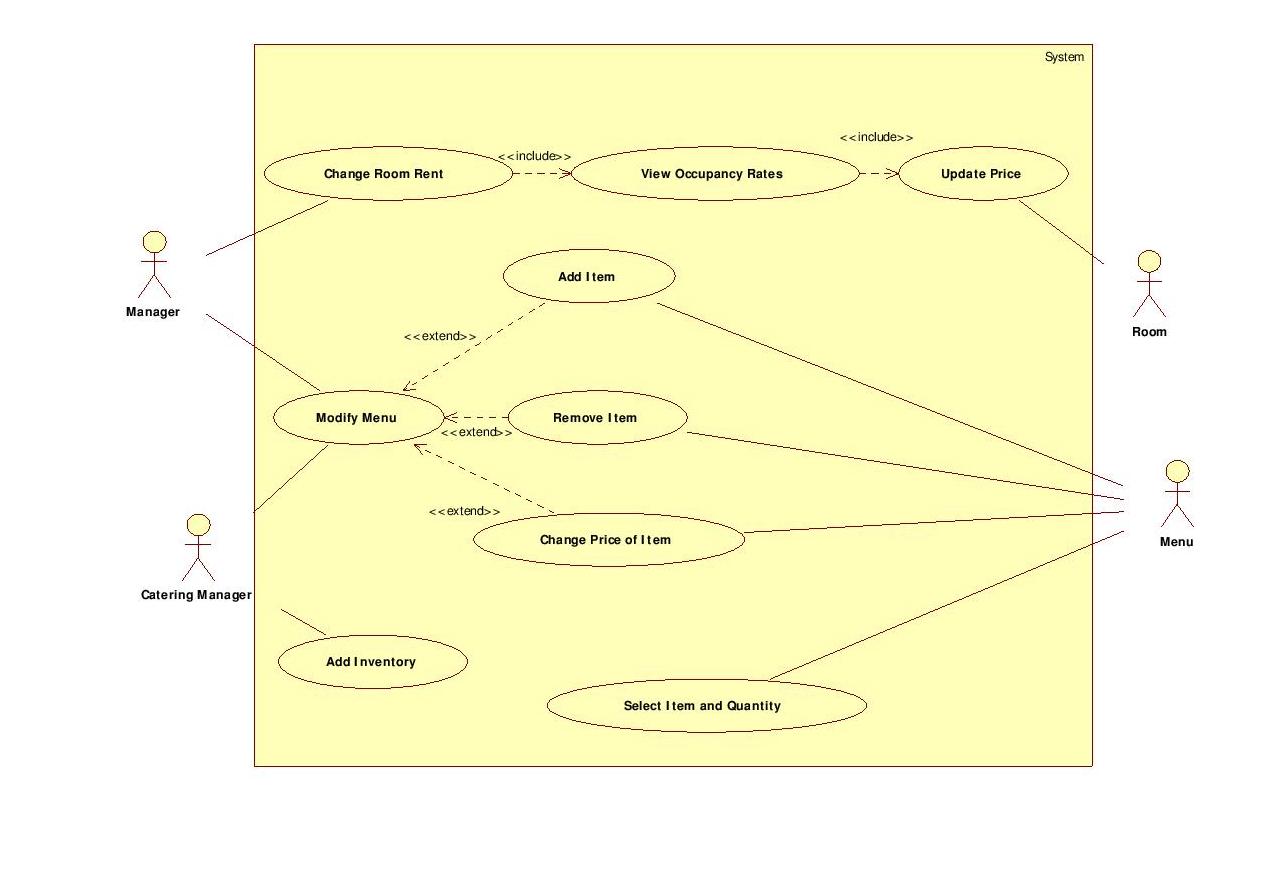 System
<<include>>
<<include>>
Change Room Rent
View Occupancy Rates
Update Price
Add Item
Manager
Room
<<extend>>
Modify Menu
Remove Item
<<extend>>
<<extend>>
Change Price of Item
Menu
Catering Manager
Add Inventory
Select Item and Quantity